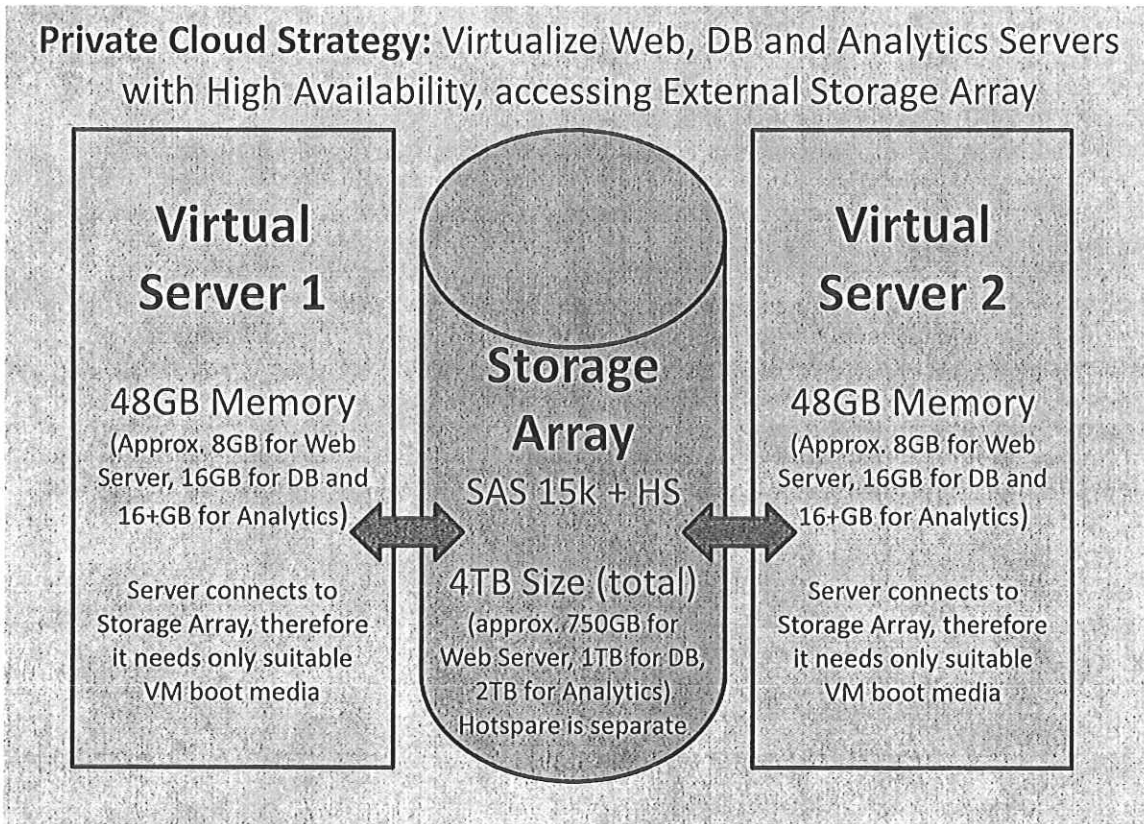 Private Cloud Strategy: Virtualize Web, DB and Analytics Servers
with High Availability, accessing External Storage Array
Virtual
Server 1
48GB Memory
(Approx. 8GB for Web
Server, 16GB for DB and
16+GB for Analytics)
Server connects to
Storage Array, therefore
it needs only suitable
VM boot media
Storage
Array
SAS 15k + HS
4TB Size (total)
(approx. 750GB for
Web Server, 1TB for DB,
2TB for Analytics)
Hotspare is separate
Virtual
Server 2
48GB Memory
(Approx. 8GB for Web
Server, 16GB for DB and
16+GB for Analytics)
Server connects to
Storage Array, therefore
it needs only suitable
VM boot media